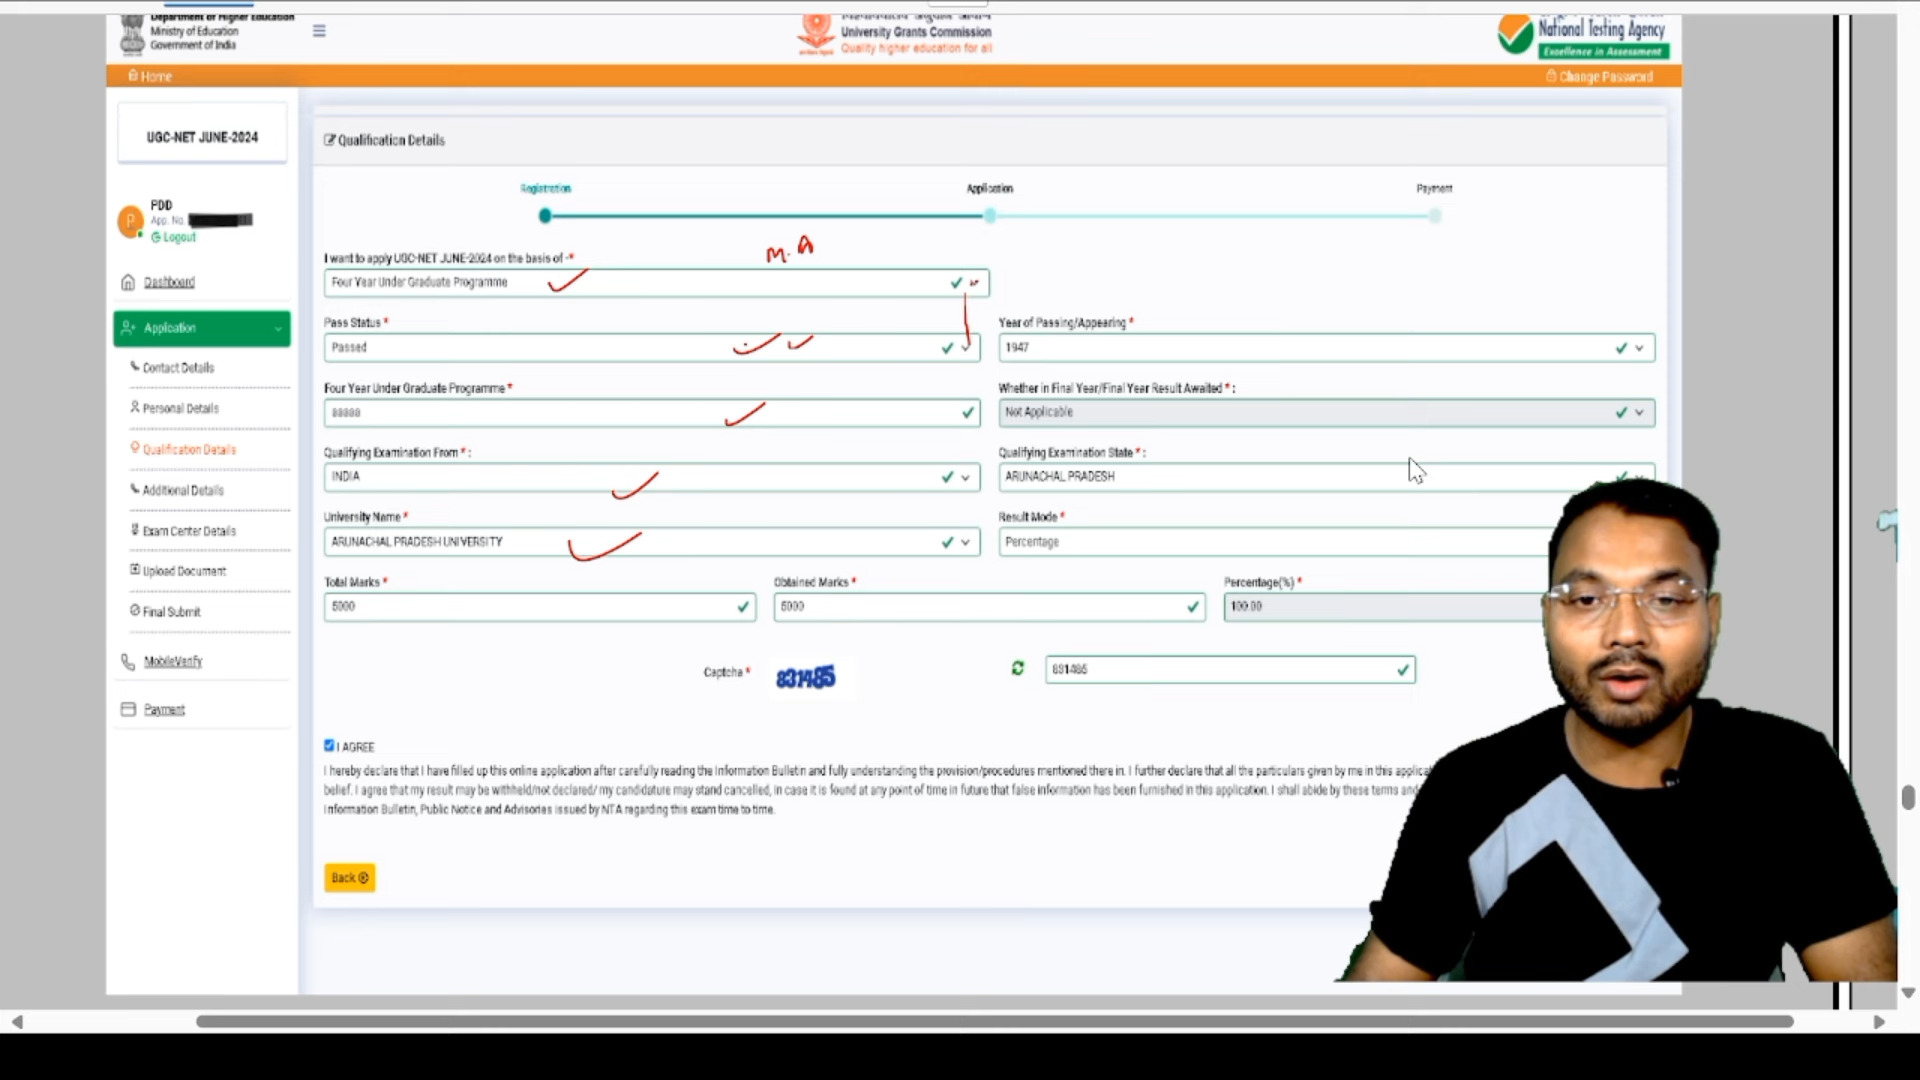 Department of Higher Education
Ministry of Education
Government of India
University Grants Commission
Quality higher education for all
National Testing Agency
Excellence in Assessment
Home
Change Password
UGC-NET JUNE-2024
Qualification Details
Registration
Application
Payment
P
PDD
App. No.
Logout
M.A
I want to apply UGC-NET JUNE-2024 on the basis of -*
Four Year Under Graduate Programme
Dashboard
Pass Status *
Year of Passing/Appearing *
Application
Passed
1947
Contact Details
Four Year Under Graduate Programme *
Whether in Final Year/Final Year Result Awaited * :
Personal Details
Not Applicable
Qualification Details
Qualifying Examination From * :
Qualifying Examination State * :
INDIA
ARUNACHAL PRADESH
Additional Details
University Name *
Result Mode *
Exam Center Details
ARUNACHAL PRADESH UNIVERSITY
Percentage
Upload Document
Total Marks *
Obtained Marks *
Percentage(%) *
5000
5000
100.00
Final Submit
MobileVerify
Captcha *
831485
831485
Payment
I AGREE
I hereby declare that I have filled up this online application after carefully reading the Information Bulletin and fully understanding the provision/procedures mentioned there in. I further declare that all the particulars given by me in this
belief. I agree that my result may be withheld/not declared/ my candidature may stand cancelled, in case it is found at any point of time in future that false information has been furnished in this application. I shall abide by these terms and
Information Bulletin, Public Notice and Advisories issued by NTA regarding this exam time to time.
Back